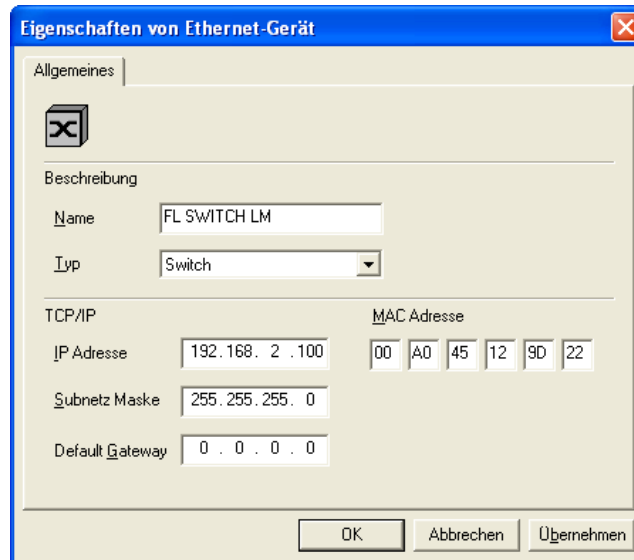 Eigenschaften von Ethernet-Gerät
Allgemeines
Beschreibung
Name FL SWITCH LM
Typ Switch
TCP/IP MAC Adresse
IP Adresse 192.168. 2 .100 00 A0 45 12 9D 22
Subnetz Maske 255.255.255. 0
Default Gateway 0 . 0 . 0 . 0
OK Abbrechen Übernehmen